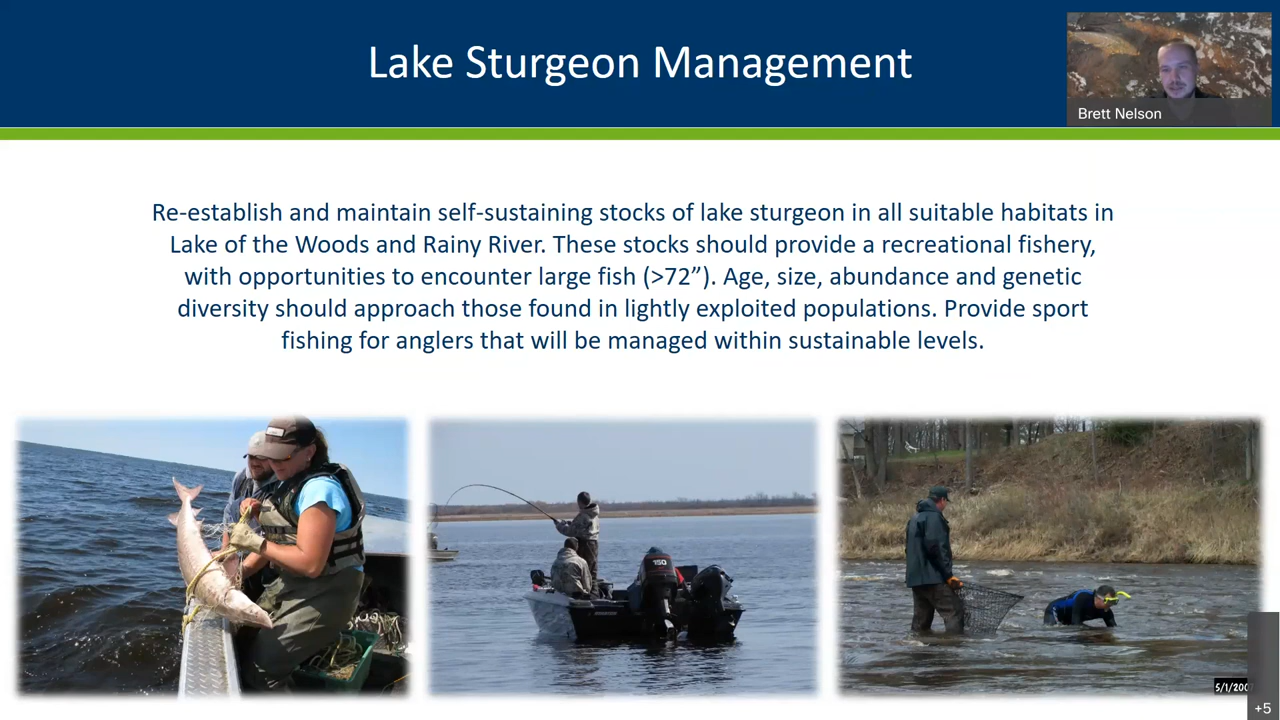 Lake Sturgeon Management
Brett Nelson
Re-establish and maintain self-sustaining stocks of lake sturgeon in all suitable habitats in
Lake of the Woods and Rainy River. These stocks should provide a recreational fishery,
with opportunities to encounter large fish (>72”). Age, size, abundance and genetic
diversity should approach those found in lightly exploited populations. Provide sport
fishing for anglers that will be managed within sustainable levels.
150
+5